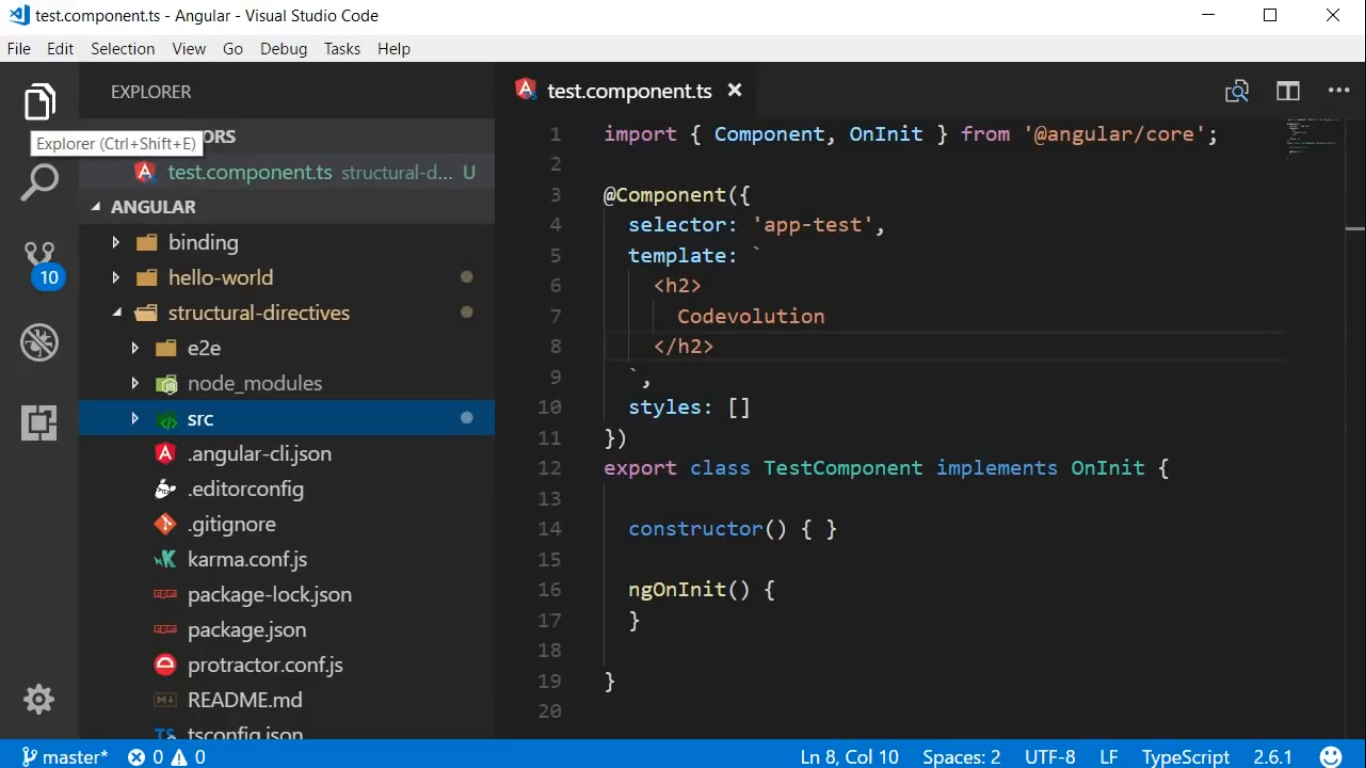 test.component.ts - Angular - Visual Studio Code
File Edit Selection View Go Debug Tasks Help
EXPLORER
Explorer (Ctrl+Shift+E)
ORS
test.component.ts structural-d... U
ANGULAR
binding
hello-world
structural-directives
e2e
node_modules
src
.angular-cli.json
.editorconfig
.gitignore
karma.conf.js
package-lock.json
package.json
protractor.conf.js
README.md
tsconfig.json
10
test.component.ts
1 import { Component, OnInit } from '@angular/core';
2
3 @Component({
4 selector: 'app-test',
5 template: `
6 <h2>
7 Codevolution
8 </h2>
9 `,
10 styles: []
11 })
12 export class TestComponent implements OnInit {
13
14 constructor() { }
15
16 ngOnInit() {
17 }
18
19 }
20
master* 0 0 Ln 8, Col 10 Spaces: 2 UTF-8 LF TypeScript 2.6.1